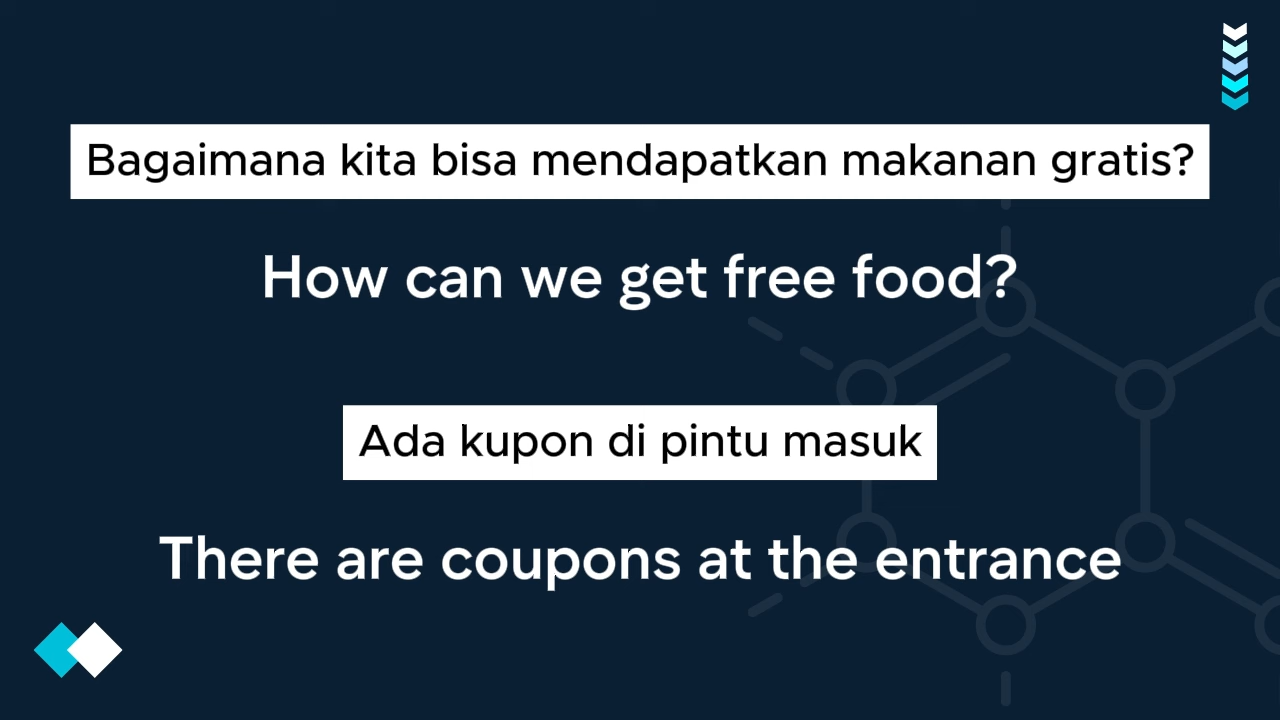 Bagaimana kita bisa mendapatkan makanan gratis?
How can we get free food?
Ada kupon di pintu masuk
There are coupons at the entrance